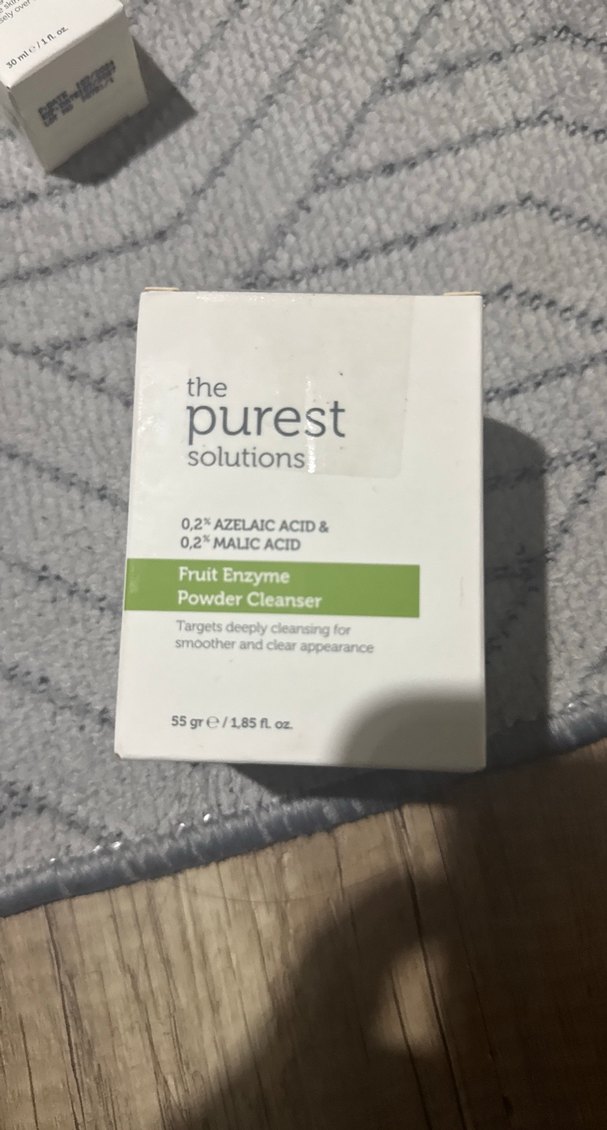 30 ml e / 1 fl. oz.
the
purest
solutions
0,2% AZELAIC ACID &
0,2% MALIC ACID
Fruit Enzyme
Powder Cleanser
Targets deeply cleansing for
smoother and clear appearance
55 gr e / 1,85 fl. oz.